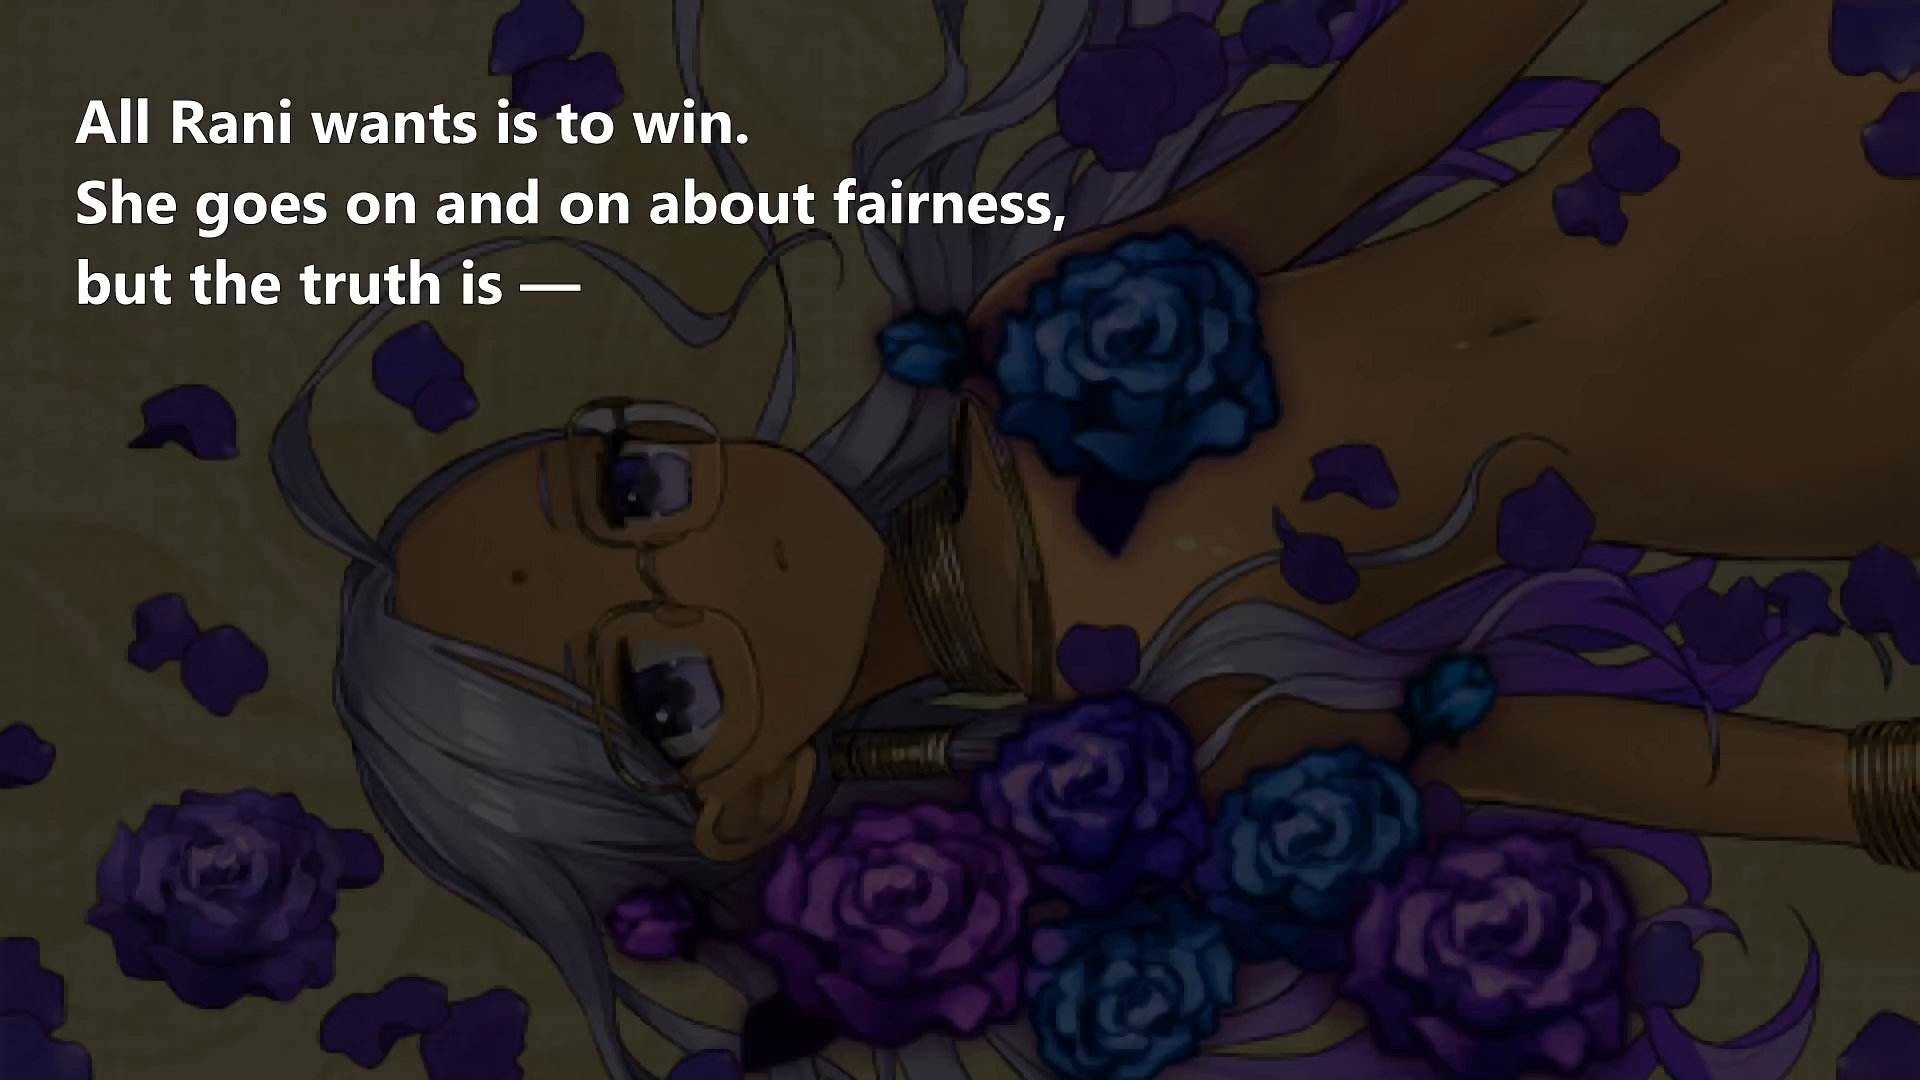 All Rani wants is to win.
She goes on and on about fairness,
but the truth is —